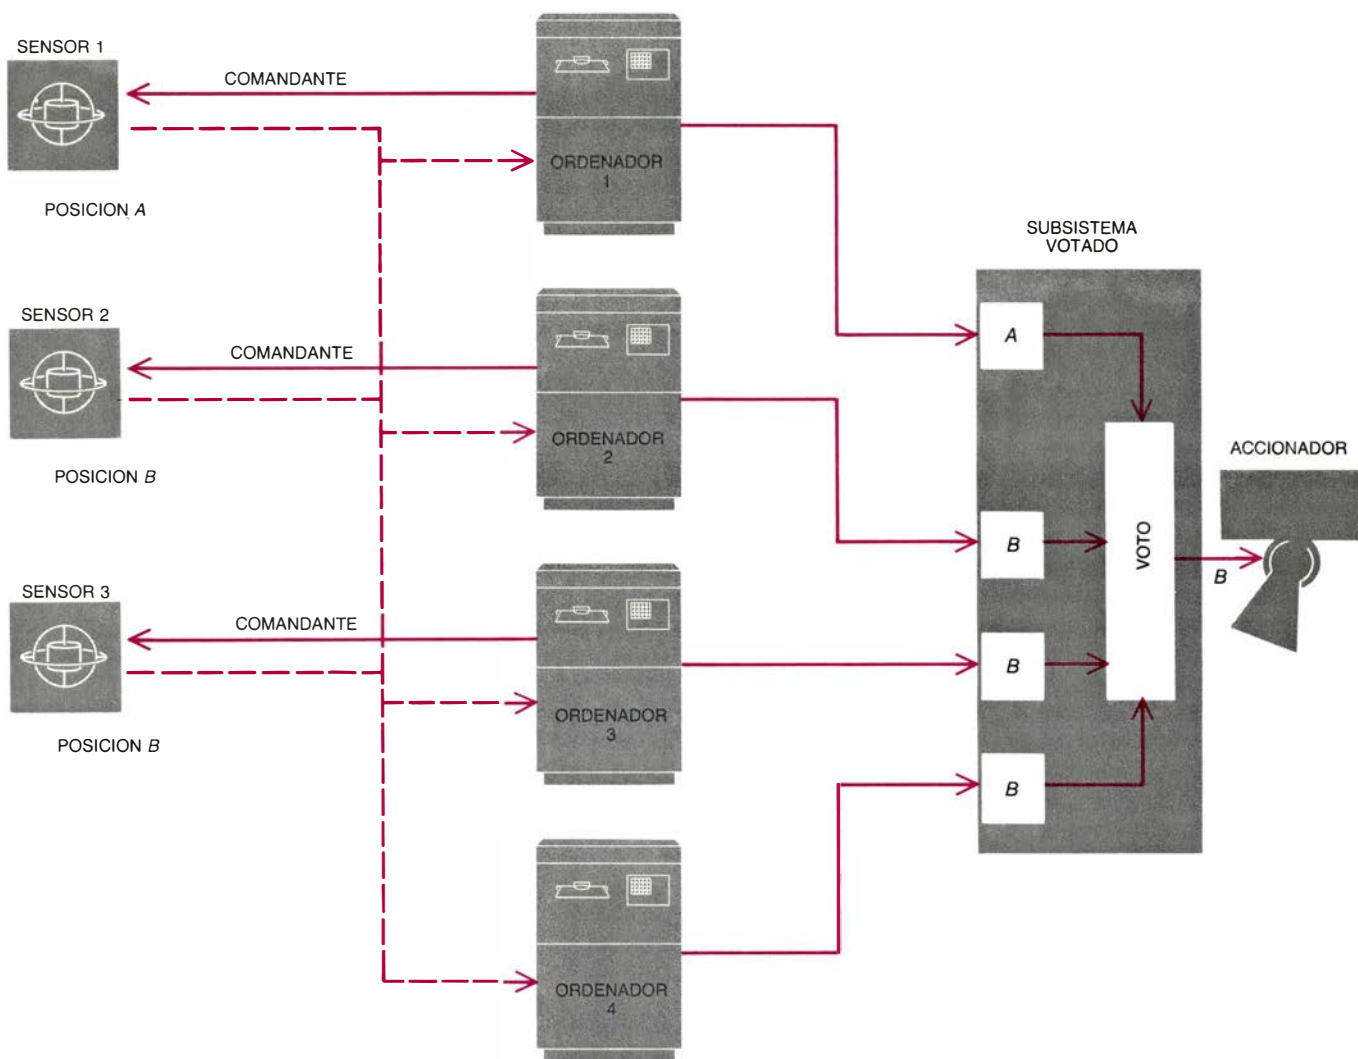 SENSOR 1
COMANDANTE
ORDENADOR
1
POSICION A
SUBSISTEMA
VOTADO
A
SENSOR 2
COMANDANTE
ORDENADOR
2
POSICION B
ACCIONADOR
B
VOTO
B
SENSOR 3
COMANDANTE
B
ORDENADOR
3
POSICION B
B
ORDENADOR
4